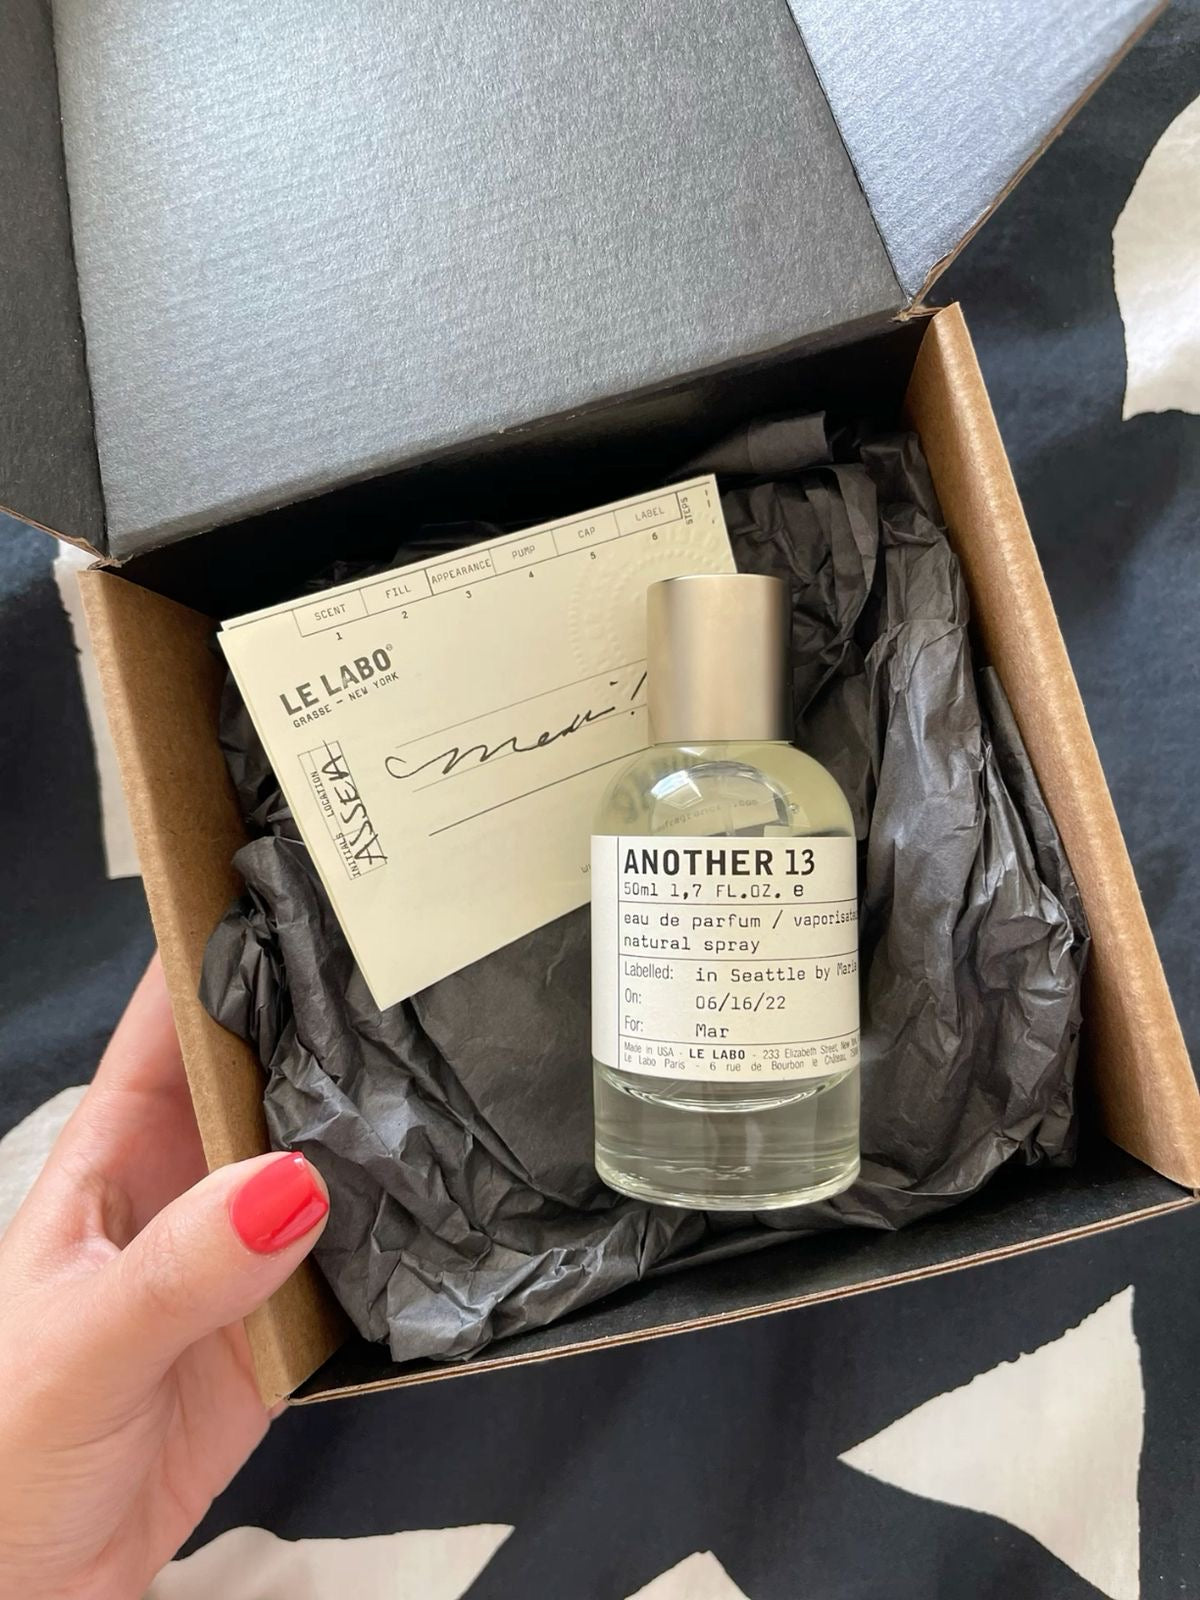 SCENT FILL APPEARANCE PUMP CAP LABEL STEPS
1 2 3 4 5 6
LE LABO®
GRASSE — NEW YORK
INITIALS LOCATION
ANOTHER 13
50ml 1,7 FL.OZ. e
eau de parfum /
natural spray
Labelled: in Seattle by Maria
On: 06/16/22
For: Mar
Made in USA - LE LABO - 233 Elizabeth Street, New
Le Labo Paris - 6 rue de Bourbon le Château,